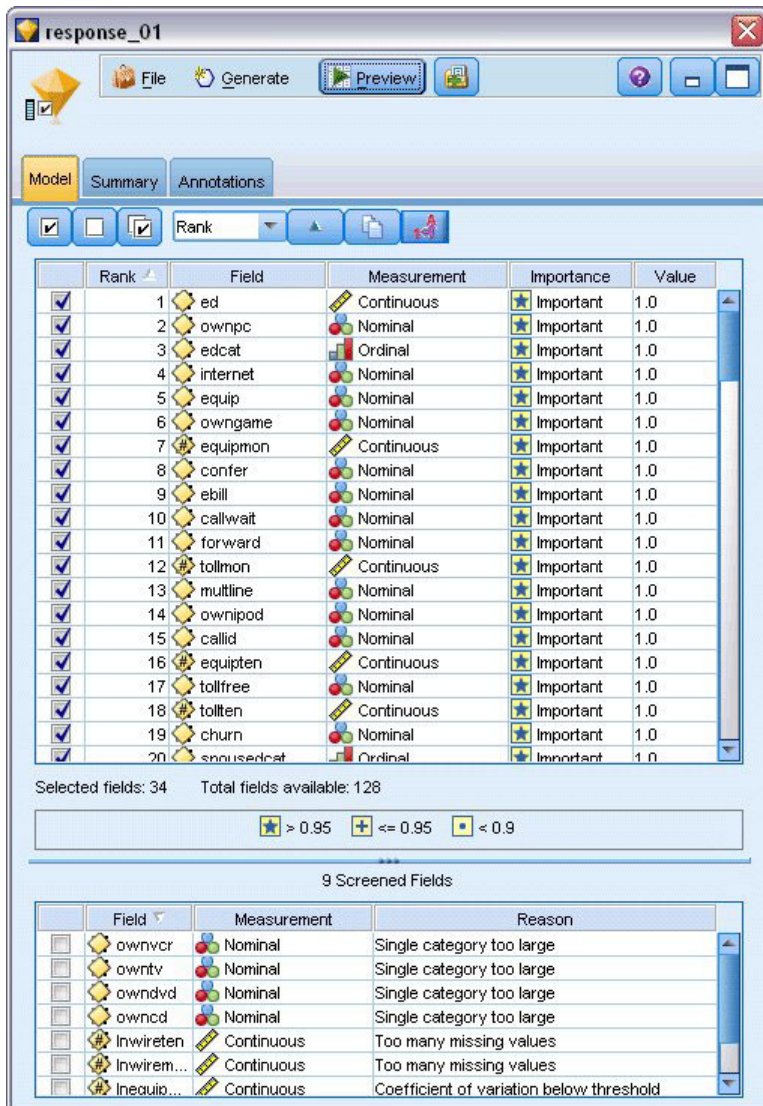 response_01
File Generate Preview
Model Summary Annotations
Rank
Rank Field Measurement Importance Value
1 ed Continuous Important 1.0
2 ownpc Nominal Important 1.0
3 edcat Ordinal Important 1.0
4 internet Nominal Important 1.0
5 equip Nominal Important 1.0
6 owngame Nominal Important 1.0
7 equipmon Continuous Important 1.0
8 confer Nominal Important 1.0
9 ebill Nominal Important 1.0
10 callwait Nominal Important 1.0
11 forward Nominal Important 1.0
12 tollmon Continuous Important 1.0
13 multline Nominal Important 1.0
14 ownipod Nominal Important 1.0
15 callid Nominal Important 1.0
16 equipten Continuous Important 1.0
17 tollfree Nominal Important 1.0
18 tollten Continuous Important 1.0
19 churn Nominal Important 1.0
20 spousedcat Ordinal Important 1.0
Selected fields: 34 Total fields available: 128
> 0.95 <= 0.95 < 0.9
9 Screened Fields
Field Measurement Reason
ownvcr Nominal Single category too large
owntv Nominal Single category too large
owndvd Nominal Single category too large
owncd Nominal Single category too large
lnwireten Continuous Too many missing values
lnwirem... Continuous Too many missing values
lnequip... Continuous Coefficient of variation below threshold